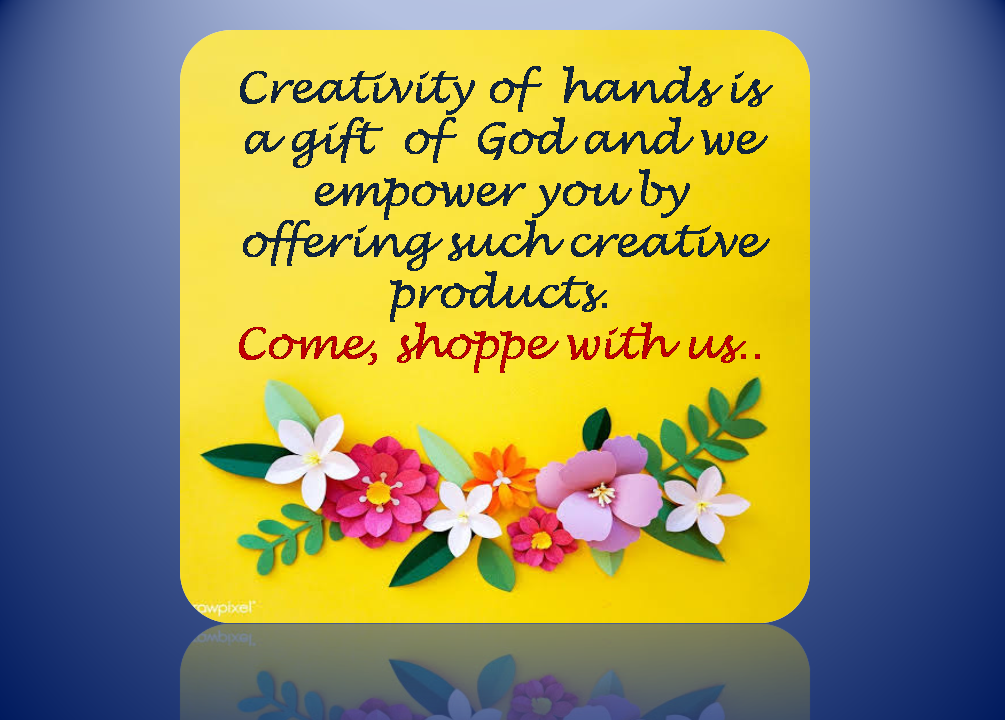 Creativity of hands is
a gift of God and we
empower you by
offering such creative
products.
Come, shoppe with us..
rawpixel